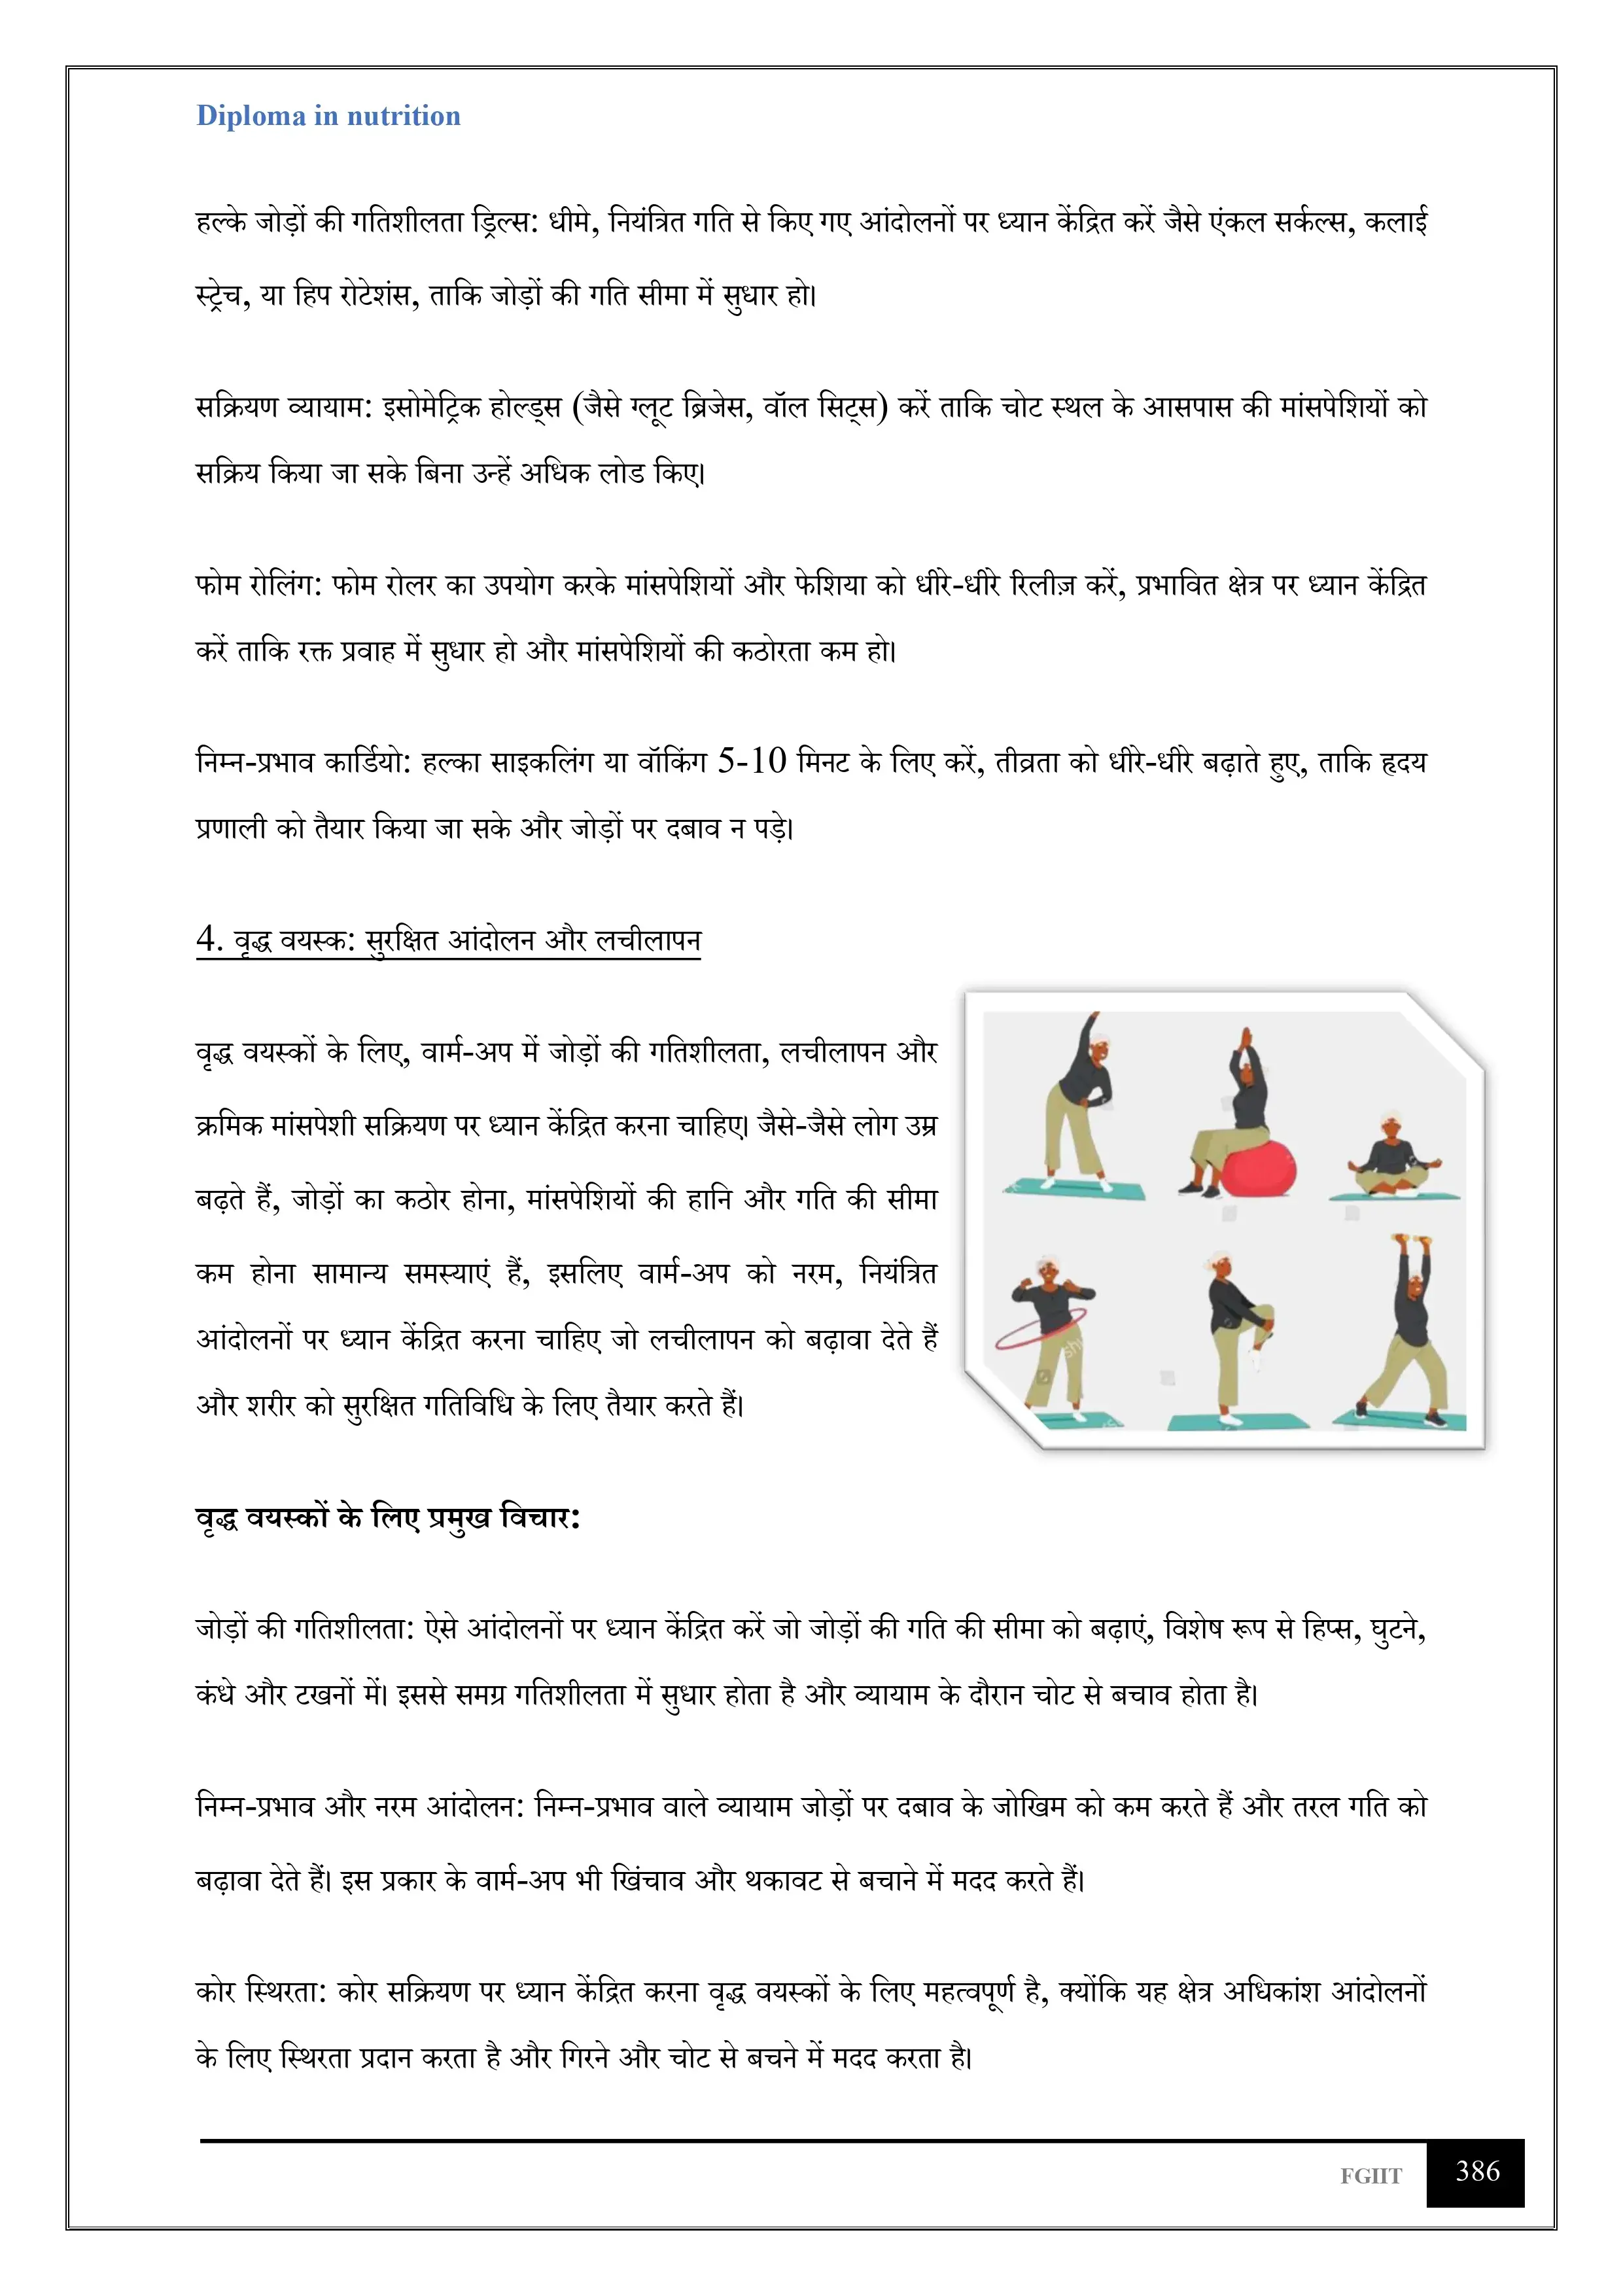 Diploma in nutrition
हल्के जोड़ों की गतिशीलता ड्रिल्स: धीमे, नियंत्रित गति से किए गए आंदोलनों पर ध्यान केंद्रित करें जैसे एंकल सर्कल्स, कलाई
स्ट्रेच, या हिप रोटेशंस, ताकि जोड़ों की गति सीमा में सुधार हो।
सक्रियण व्यायाम: इसोमेट्रिक होल्ड्स (जैसे ग्लूट ब्रिजेस, वॉल सिट्स) करें ताकि चोट स्थल के आसपास की मांसपेशियों को
सक्रिय किया जा सके बिना उन्हें अधिक लोड किए।
फोम रोलिंग: फोम रोलर का उपयोग करके मांसपेशियों और फेशिया को धीरे-धीरे रिलीज़ करें, प्रभावित क्षेत्र पर ध्यान केंद्रित
करें ताकि रक्त प्रवाह में सुधार हो और मांसपेशियों की कठोरता कम हो।
निम्न-प्रभाव कार्डियो: हल्का साइकलिंग या वॉकिंग 5-10 मिनट के लिए करें, तीव्रता को धीरे-धीरे बढ़ाते हुए, ताकि हृदय
प्रणाली को तैयार किया जा सके और जोड़ों पर दबाव न पड़े।
4. वृद्ध वयस्क: सुरक्षित आंदोलन और लचीलापन
वृद्ध वयस्कों के लिए, वार्म-अप में जोड़ों की गतिशीलता, लचीलापन और
क्रमिक मांसपेशी सक्रियण पर ध्यान केंद्रित करना चाहिए। जैसे-जैसे लोग उम्र
बढ़ते हैं, जोड़ों का कठोर होना, मांसपेशियों की हानि और गति की सीमा
कम होना सामान्य समस्याएं हैं, इसलिए वार्म-अप को नरम, नियंत्रित
आंदोलनों पर ध्यान केंद्रित करना चाहिए जो लचीलापन को बढ़ावा देते हैं
और शरीर को सुरक्षित गतिविधि के लिए तैयार करते हैं।
वृद्ध वयस्कों के लिए प्रमुख विचार:
जोड़ों की गतिशीलता: ऐसे आंदोलनों पर ध्यान केंद्रित करें जो जोड़ों की गति की सीमा को बढ़ाएं, विशेष रूप से हिप्स, घुटने,
कंधे और टखनों में। इससे समग्र गतिशीलता में सुधार होता है और व्यायाम के दौरान चोट से बचाव होता है।
निम्न-प्रभाव और नरम आंदोलन: निम्न-प्रभाव वाले व्यायाम जोड़ों पर दबाव के जोखिम को कम करते हैं और तरल गति को
बढ़ावा देते हैं। इस प्रकार के वार्म-अप भी खिंचाव और थकावट से बचाने में मदद करते हैं।
कोर स्थिरता: कोर सक्रियण पर ध्यान केंद्रित करना वृद्ध वयस्कों के लिए महत्वपूर्ण है, क्योंकि यह क्षेत्र अधिकांश आंदोलनों
के लिए स्थिरता प्रदान करता है और गिरने और चोट से बचने में मदद करता है।
FGIIT 386